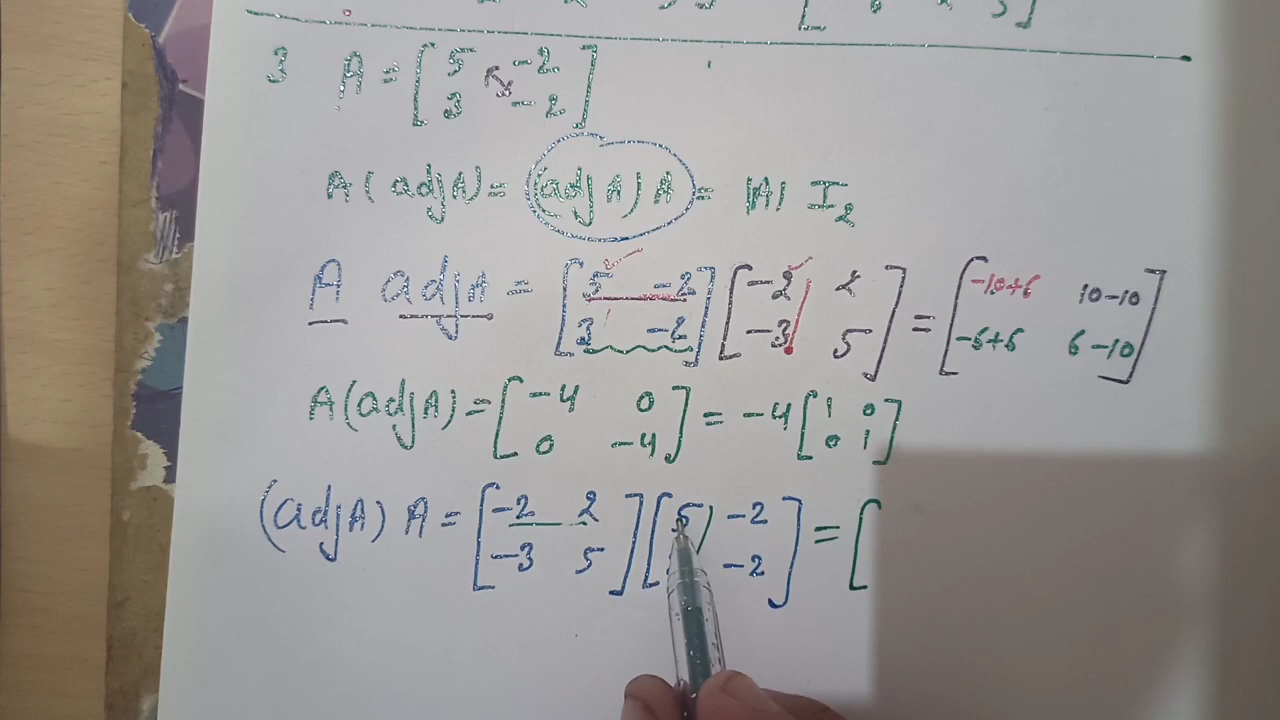 3 A = [5 -2
3 -2]
A(adjA) = (adjA)A = |A| I₂
A adjA = [5 -2 [-2 2 = [-10+6 10-10
3 -2] -3 5] -6+6 6-10]
A(adjA) = [-4 0 = -4[1 0
0 -4] 0 1]
(adjA) A = [-2 2 [5 -2 = [
-3 5] -2]